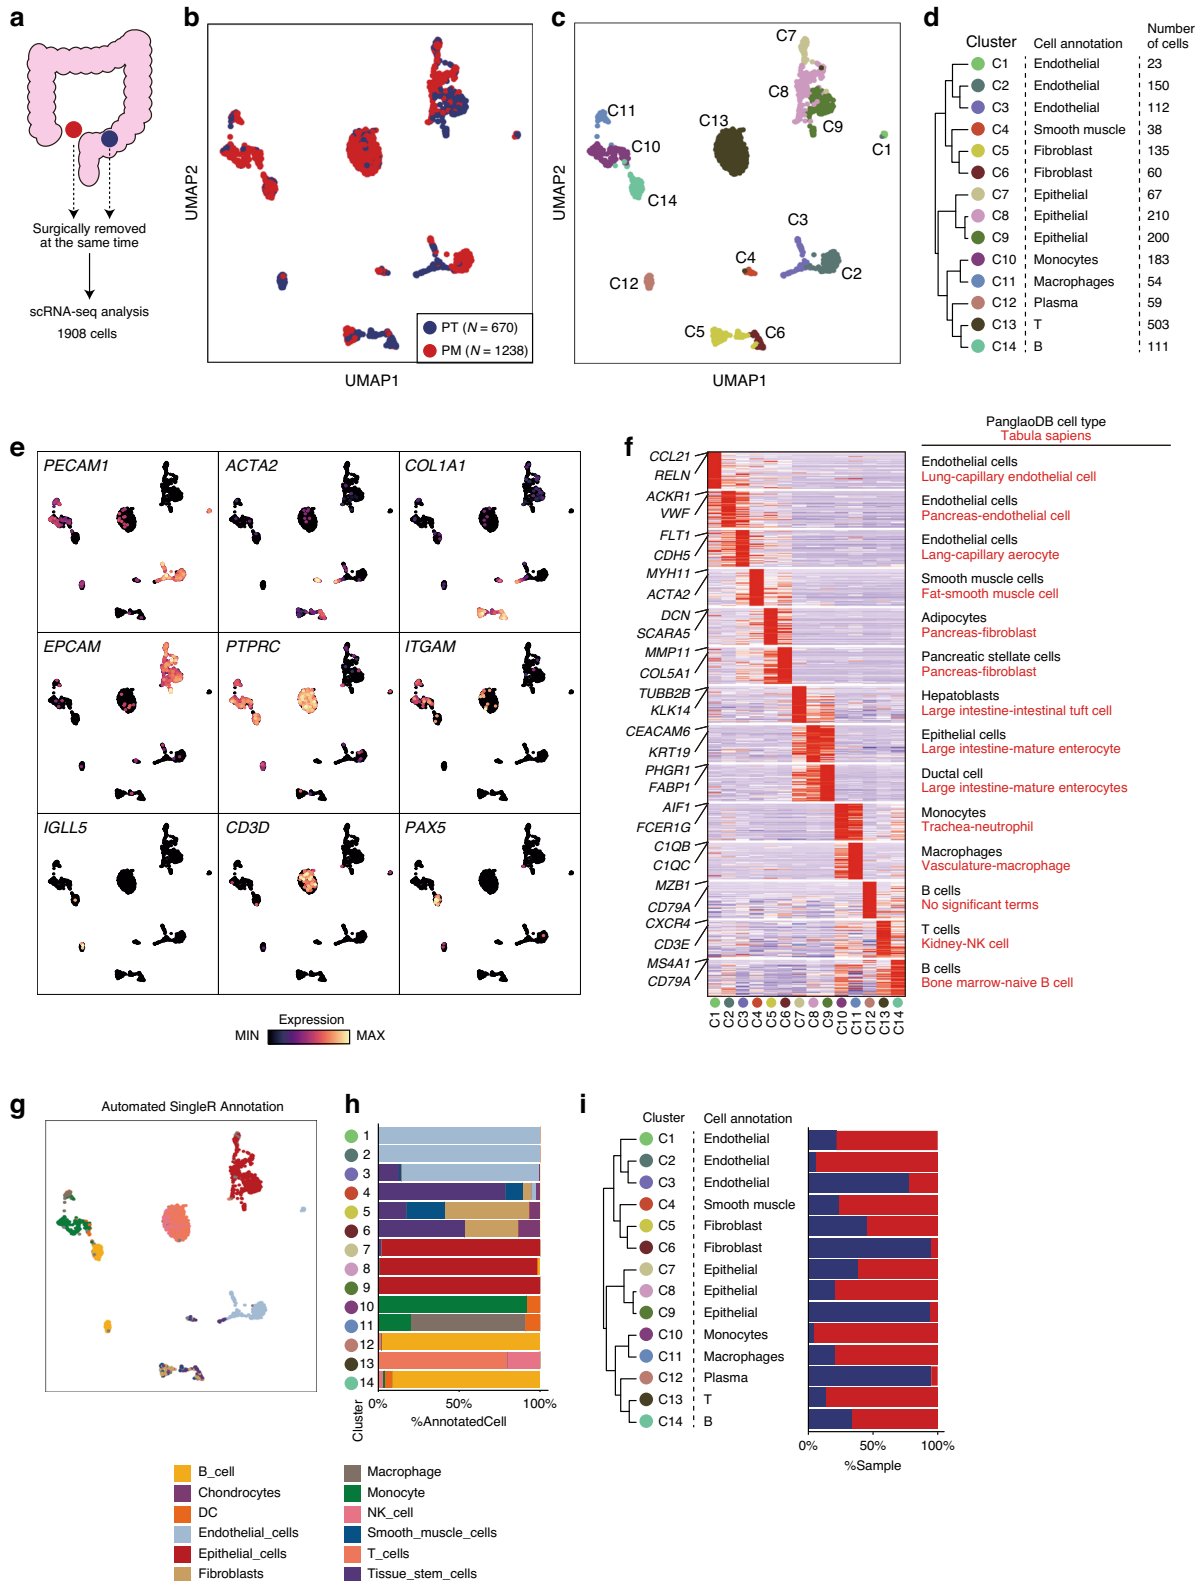 a
Surgically removed
at the same time
scRNA-seq analysis
1908 cells
b
UMAP2
PT (N = 670)
PM (N = 1238)
UMAP1
c
UMAP2
C7
C8
C9
C11
C13
C10
C1
C14
C3
C4
C2
C12
C5
C6
UMAP1
d
Cluster Cell annotation Number of cells
C1 Endothelial 23
C2 Endothelial 150
C3 Endothelial 112
C4 Smooth muscle 38
C5 Fibroblast 135
C6 Fibroblast 60
C7 Epithelial 67
C8 Epithelial 210
C9 Epithelial 200
C10 Monocytes 183
C11 Macrophages 54
C12 Plasma 59
C13 T 503
C14 B 111
e
PECAM1 ACTA2 COL1A1
EPCAM PTPRC ITGAM
IGLL5 CD3D PAX5
Expression
MIN MAX
f
PanglaoDB cell type
Tabula sapiens
CCL21
RELN
Endothelial cells
Lung-capillary endothelial cell
ACKR1
VWF
Endothelial cells
Pancreas-endothelial cell
FLT1
CDH5
Endothelial cells
Lang-capillary aerocyte
MYH11
ACTA2
Smooth muscle cells
Fat-smooth muscle cell
DCN
SCARA5
Adipocytes
Pancreas-fibroblast
MMP11
COL5A1
Pancreatic stellate cells
Pancreas-fibroblast
TUBB2B
KLK14
Hepatoblasts
Large intestine-intestinal tuft cell
CEACAM6
KRT19
Epithelial cells
Large intestine-mature enterocyte
PHGR1
FABP1
Ductal cell
Large intestine-mature enterocytes
AIF1
FCER1G
Monocytes
Trachea-neutrophil
C1QB
C1QC
Macrophages
Vasculature-macrophage
MZB1
CD79A
B cells
No significant terms
CXCR4
CD3E
T cells
Kidney-NK cell
MS4A1
CD79A
B cells
Bone marrow-naive B cell
C1 C2 C3 C4 C5 C6 C7 C8 C9 C10 C11 C12 C13 C14
g
Automated SingleR Annotation
h
1
2
3
4
5
6
7
8
9
10
11
12
13
14
Cluster
0% 50% 100%
%AnnotatedCell
B_cell
Chondrocytes
DC
Endothelial_cells
Epithelial_cells
Fibroblasts
Macrophage
Monocyte
NK_cell
Smooth_muscle_cells
T_cells
Tissue_stem_cells
i
Cluster Cell annotation
C1 Endothelial
C2 Endothelial
C3 Endothelial
C4 Smooth muscle
C5 Fibroblast
C6 Fibroblast
C7 Epithelial
C8 Epithelial
C9 Epithelial
C10 Monocytes
C11 Macrophages
C12 Plasma
C13 T
C14 B
0% 50% 100%
%Sample